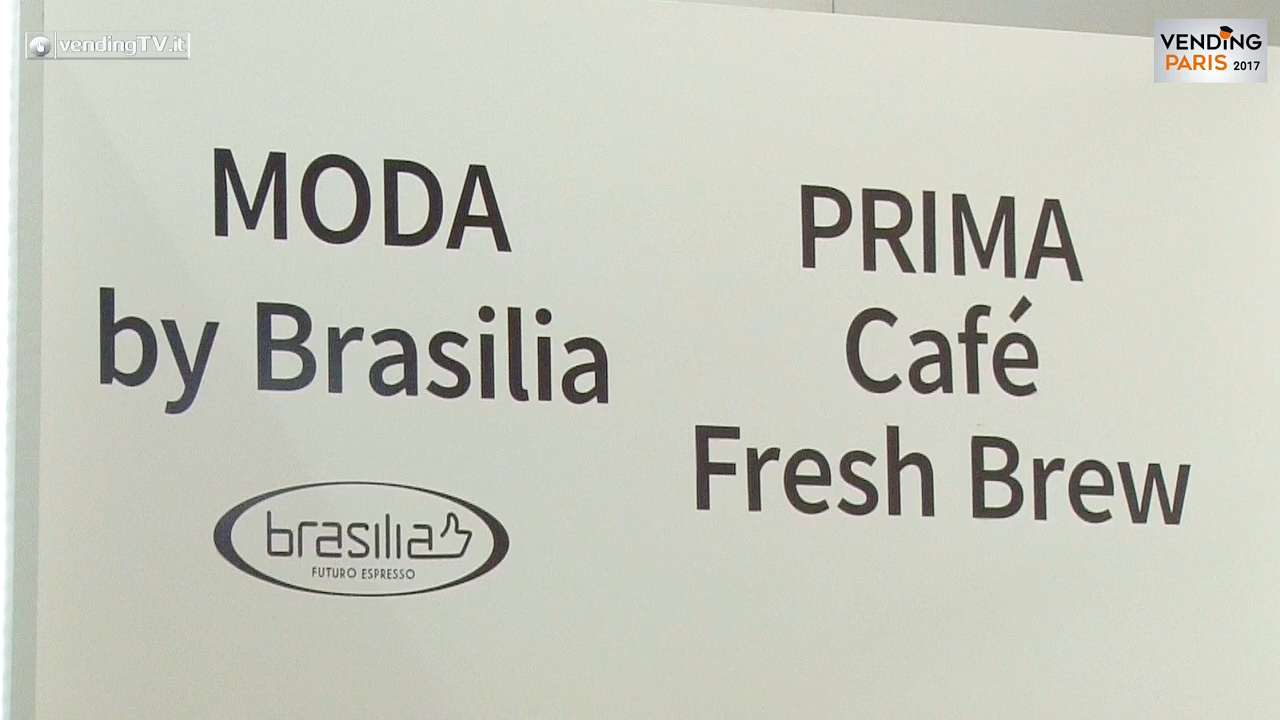 vendingTV.it
VENDING
PARIS 2017
MODA
by Brasilia
brasilia
FUTURO ESPRESSO
PRIMA
Café
Fresh Brew